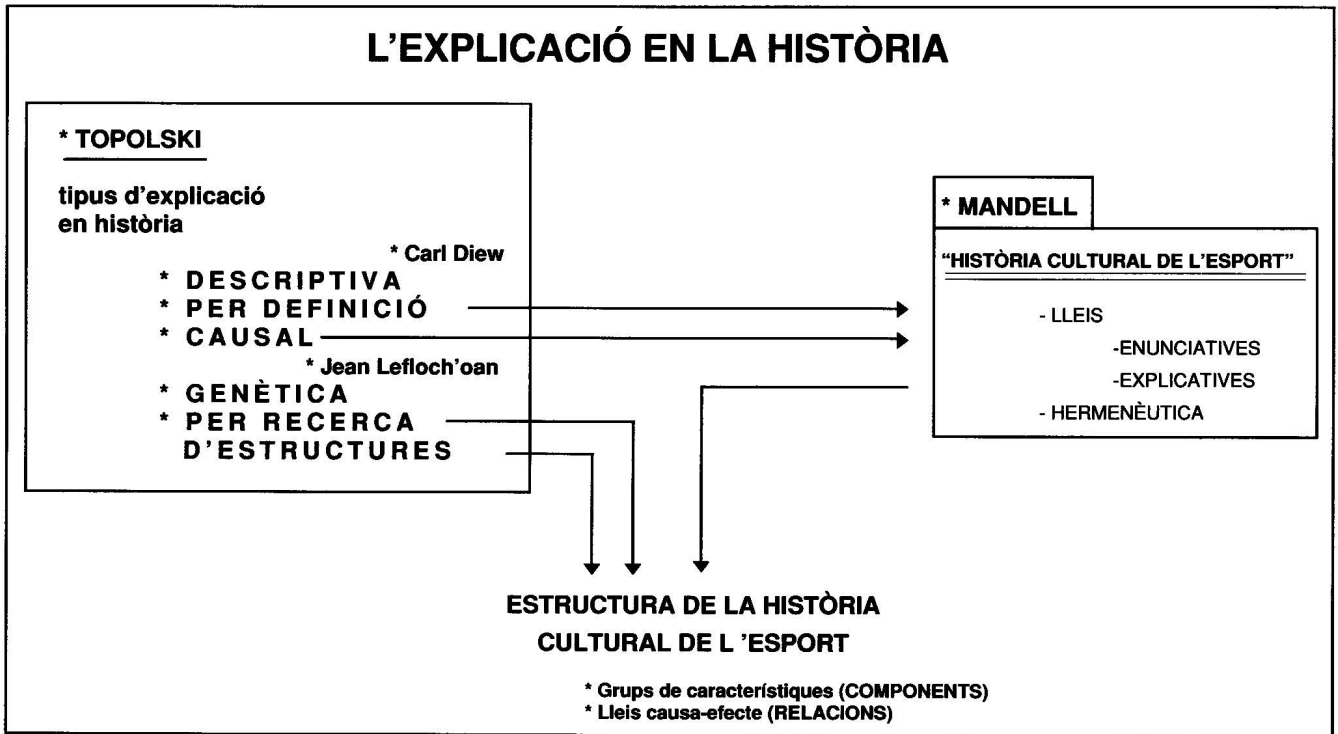 L'EXPLICACIÓ EN LA HISTÒRIA
* TOPOLSKI
tipus d'explicació
en història
* Carl Diew
* DESCRIPTIVA
* PER DEFINICIÓ
* CAUSAL
* Jean Lefloch'oan
* GENÈTICA
* PER RECERCA
D'ESTRUCTURES
* MANDELL
“HISTÒRIA CULTURAL DE L'ESPORT”
- LLEIS
-ENUNCIATIVES
-EXPLICATIVES
- HERMENÈUTICA
ESTRUCTURA DE LA HISTÒRIA
CULTURAL DE L 'ESPORT
* Grups de característiques (COMPONENTS)
* Lleis causa-efecte (RELACIONS)